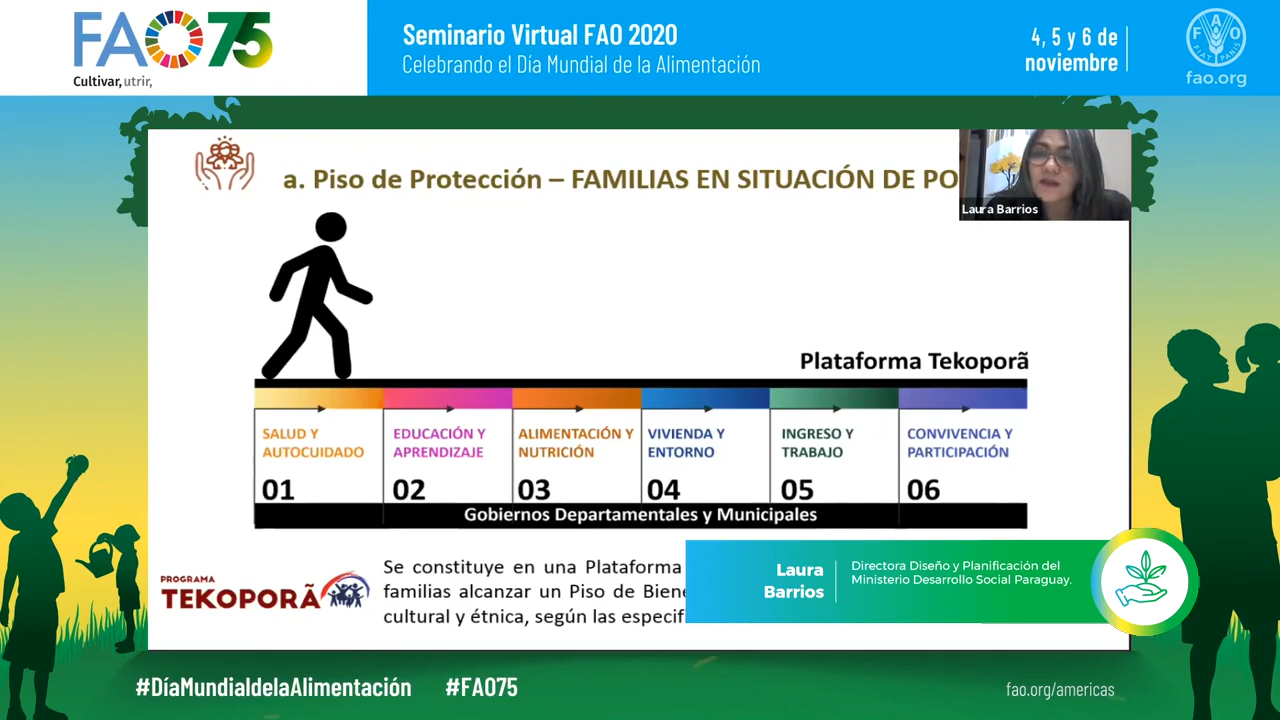 FAO75
Cultivar, utrir,
Seminario Virtual FAO 2020
Celebrando el Día Mundial de la Alimentación
4, 5 y 6 de
noviembre
FAO
FIAT PANIS
fao.org
a. Piso de Protección – FAMILIAS EN SITUACIÓN DE PO
Laura Barrios
Plataforma Tekoporã
SALUD Y
AUTOCUIDADO
01
EDUCACIÓN Y
APRENDIZAJE
02
ALIMENTACIÓN Y
NUTRICIÓN
03
VIVIENDA Y
ENTORNO
04
INGRESO Y
TRABAJO
05
CONVIVENCIA Y
PARTICIPACIÓN
06
Gobiernos Departamentales y Municipales
PROGRAMA
TEKOPORÃ
Se constituye en una Plataforma
familias alcanzar un Piso de Biene
cultural y étnica, según las especif
Laura
Barrios
Directora Diseño y Planificación del
Ministerio Desarrollo Social Paraguay.
#DíaMundialdelaAlimentación
#FAO75
fao.org/americas